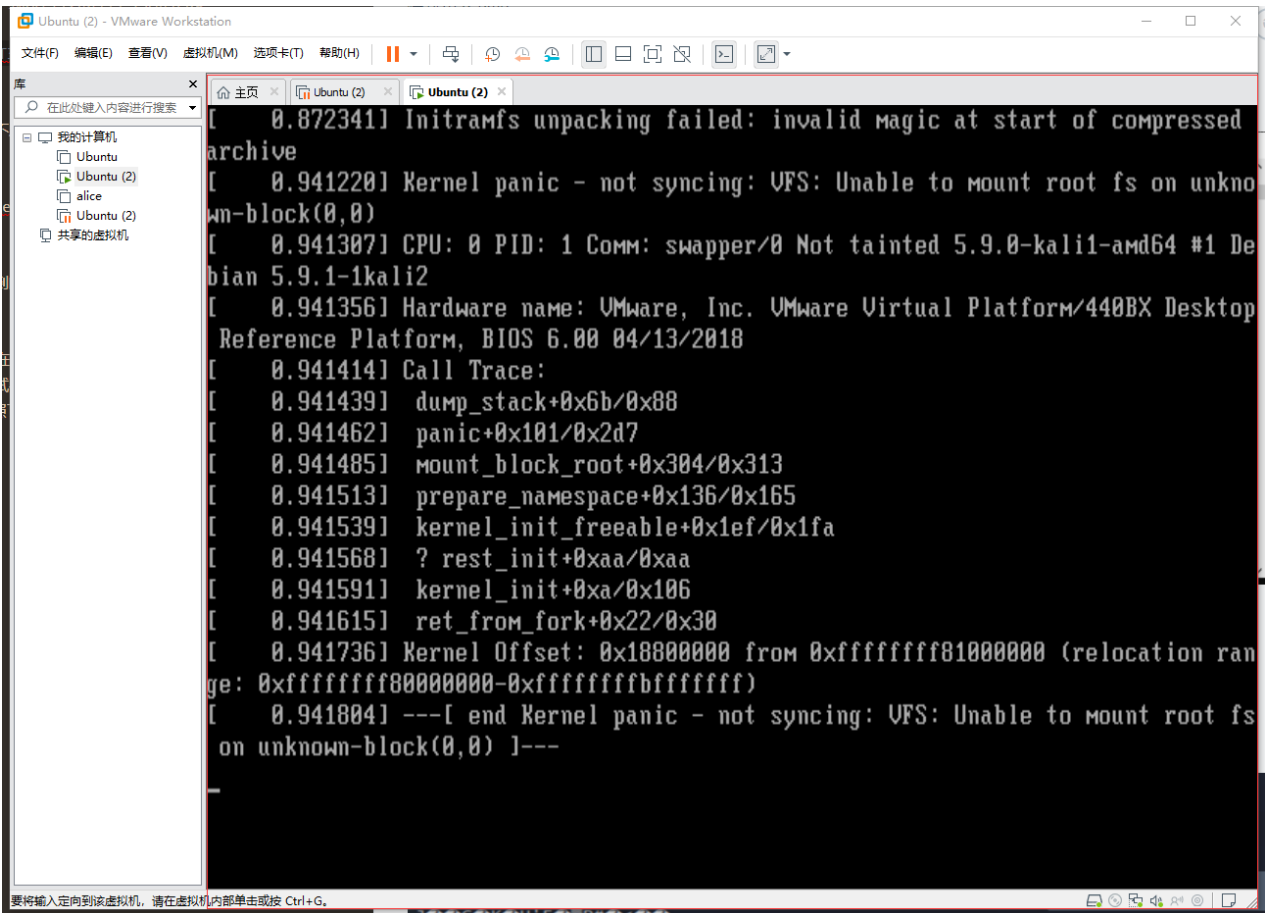 Ubuntu (2) - VMware Workstation
文件(F) 编辑(E) 查看(V) 虚拟机(M) 选项卡(T) 帮助(H)
库
在此处键入内容进行搜索
我的计算机
Ubuntu
Ubuntu (2)
alice
Ubuntu (2)
共享的虚拟机
主页 Ubuntu (2) Ubuntu (2)
[    0.872341] Initramfs unpacking failed: invalid magic at start of compressed
archive
[    0.941220] Kernel panic - not syncing: VFS: Unable to mount root fs on unkno
wn-block(0,0)
[    0.941307] CPU: 0 PID: 1 Comm: swapper/0 Not tainted 5.9.0-kali1-amd64 #1 De
bian 5.9.1-1kali2
[    0.941356] Hardware name: VMware, Inc. VMware Virtual Platform/440BX Desktop
Reference Platform, BIOS 6.00 04/13/2018
[    0.941414] Call Trace:
[    0.941439]  dump_stack+0x6b/0x88
[    0.941462]  panic+0x101/0x2d7
[    0.941485]  mount_block_root+0x304/0x313
[    0.941513]  prepare_namespace+0x136/0x165
[    0.941539]  kernel_init_freeable+0x1ef/0x1fa
[    0.941568]  ? rest_init+0xaa/0xaa
[    0.941591]  kernel_init+0xa/0x106
[    0.941615]  ret_from_fork+0x22/0x30
[    0.941736] Kernel Offset: 0x18800000 from 0xffffffff81000000 (relocation ran
ge: 0xffffffff80000000-0xffffffffbfffffff)
[    0.941804] ---[ end Kernel panic - not syncing: VFS: Unable to mount root fs
on unknown-block(0,0) ]---
要将输入定向到该虚拟机，请在虚拟机内部单击或按 Ctrl+G。